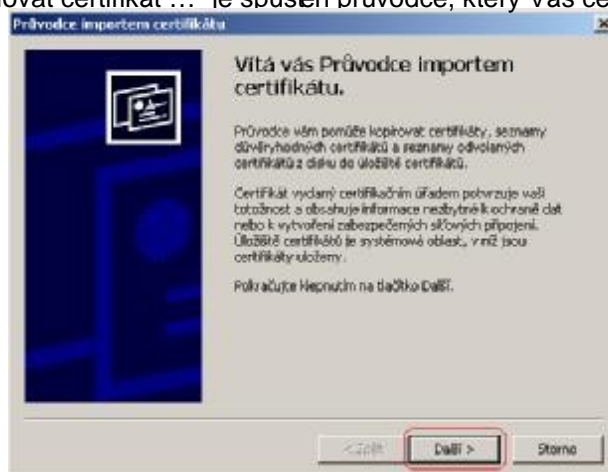 ovat certifikát …" je spuštěn průvodce, který Vás ce
Průvodce importem certifikátu
Vítá vás Průvodce importem
certifikátu.
Průvodce vám pomůže kopírovat certifikáty, seznamy
důvěryhodných certifikátů a seznamy odvolaných
certifikátů z disku do úložiště certifikátů.
Certifikát vydaný certifikačním úřadem potvrzuje vaši
totožnost a obsahuje informace nezbytné k ochraně dat
nebo k vytvoření zabezpečených síťových připojení.
Úložiště certifikátů je systémová oblast, v níž jsou
certifikáty uloženy.
Pokračujte klepnutím na tlačítko Další.
< Zpět
Další >
Storno